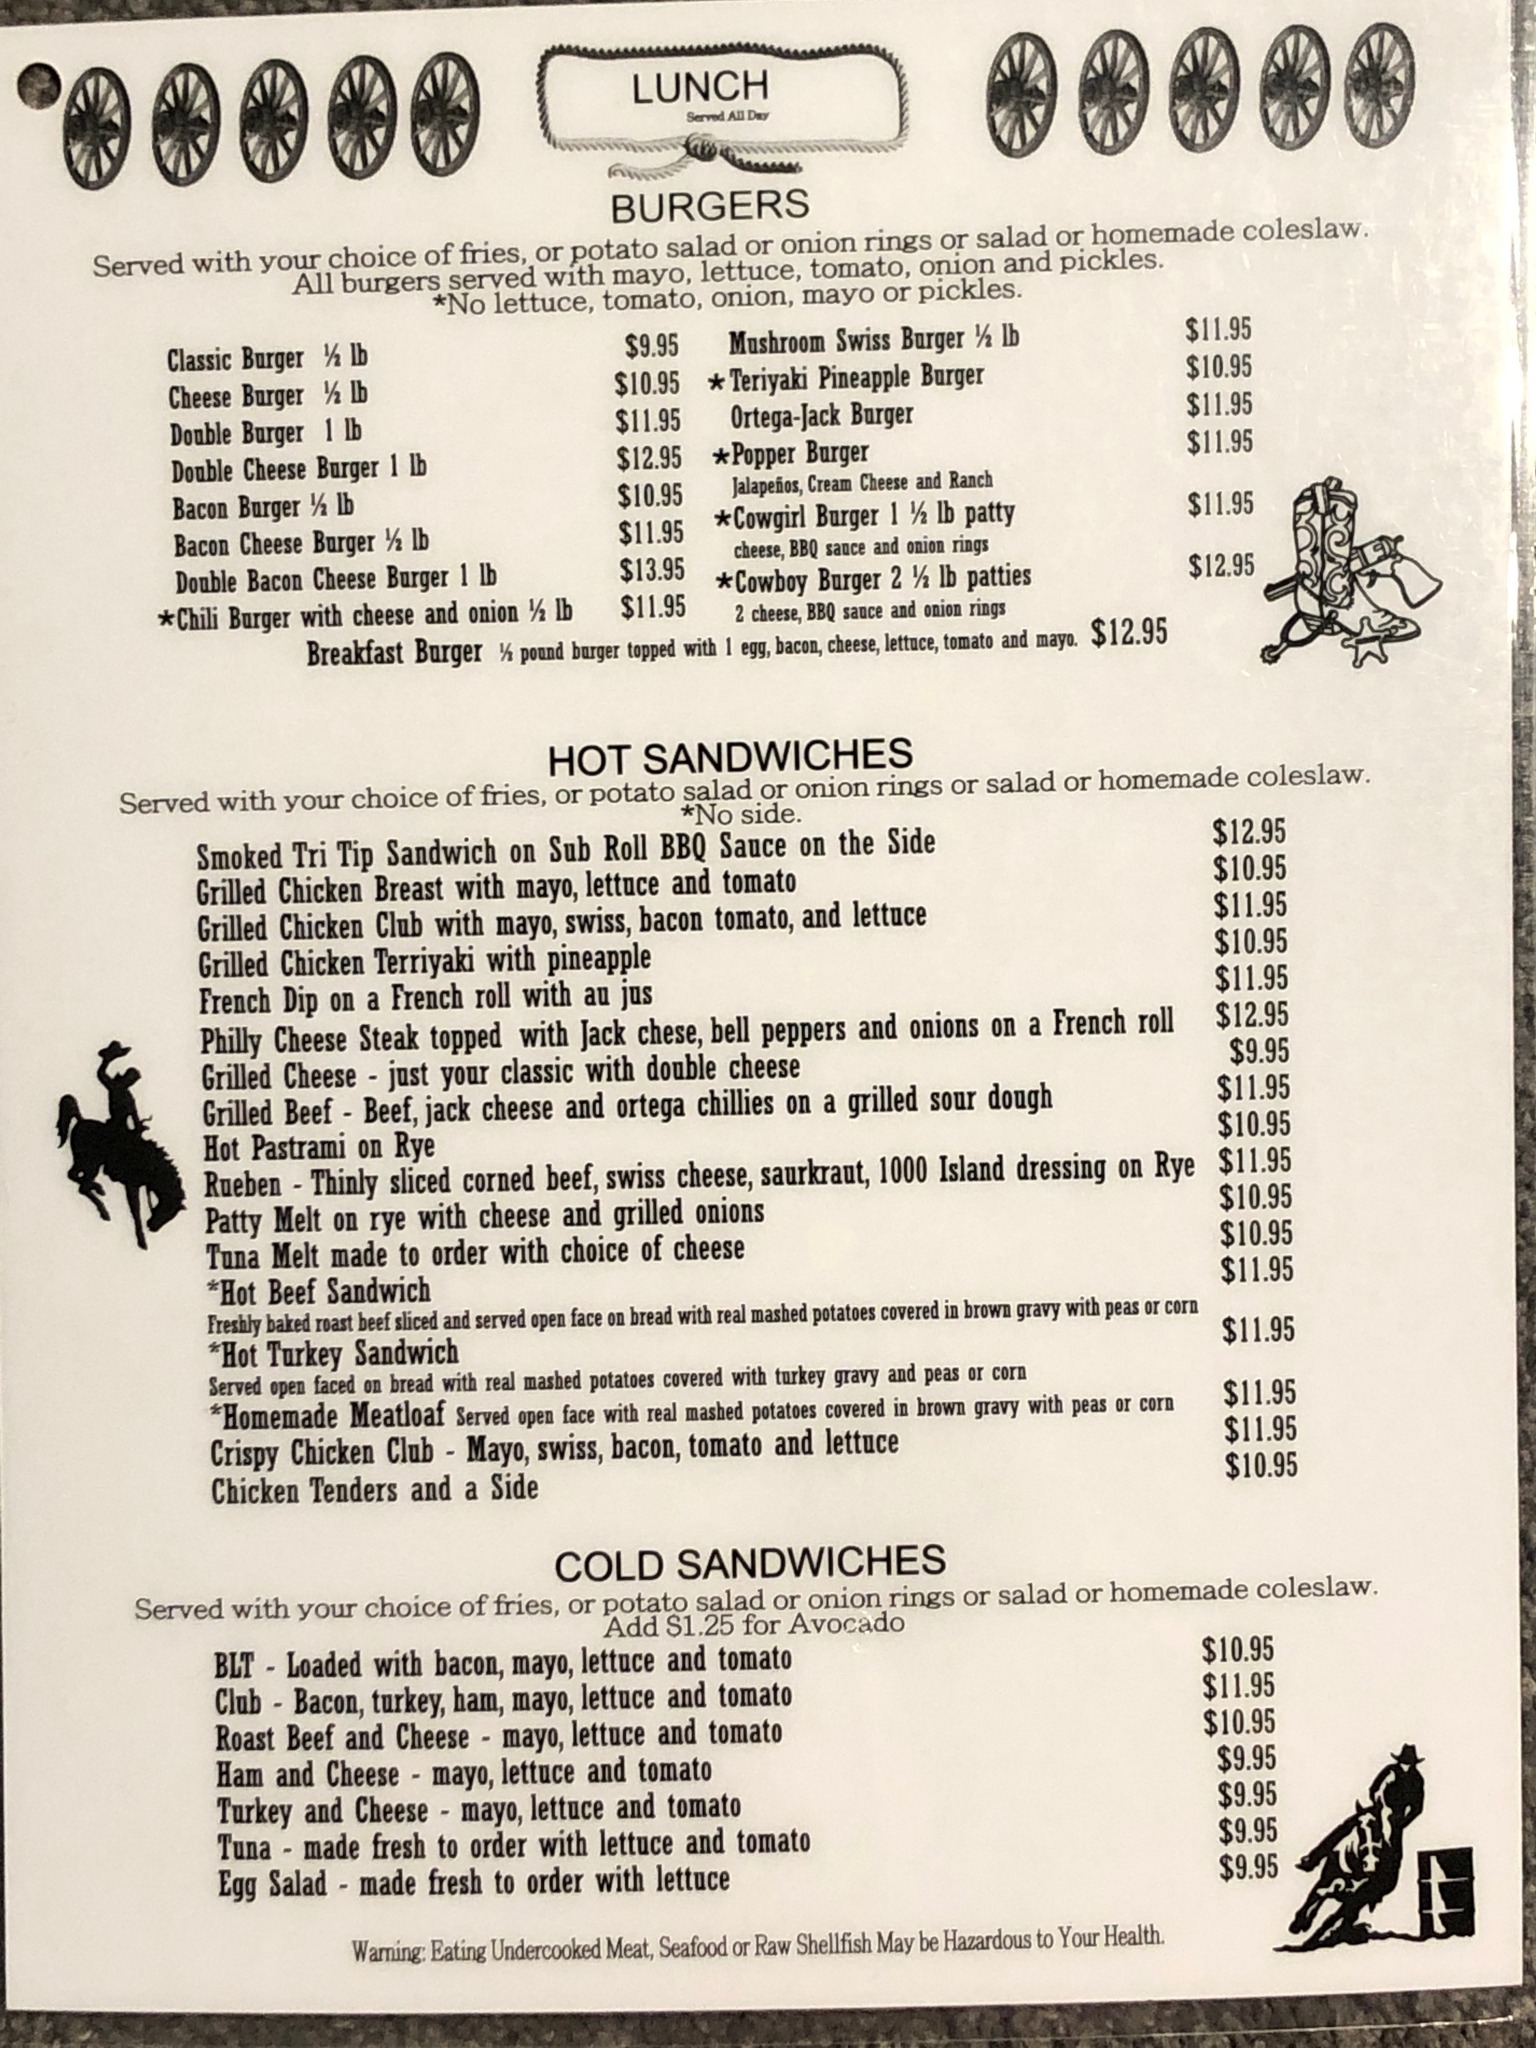 LUNCH
Served All Day
BURGERS
Served with your choice of fries, or potato salad or onion rings or salad or homemade coleslaw.
All burgers served with mayo, lettuce, tomato, onion and pickles.
*No lettuce, tomato, onion, mayo or pickles.
Classic Burger ½ lb $9.95
Cheese Burger ½ lb $10.95
Double Burger 1 lb $11.95
Double Cheese Burger 1 lb $12.95
Bacon Burger ½ lb $10.95
Bacon Cheese Burger ½ lb $11.95
Double Bacon Cheese Burger 1 lb $13.95
*Chili Burger with cheese and onion ½ lb $11.95
Mushroom Swiss Burger ½ lb $11.95
*Teriyaki Pineapple Burger $10.95
Ortega-Jack Burger $11.95
*Popper Burger $11.95
Jalapeños, Cream Cheese and Ranch
*Cowgirl Burger 1 ½ lb patty $11.95
cheese, BBQ sauce and onion rings
*Cowboy Burger 2 ½ lb patties $12.95
2 cheese, BBQ sauce and onion rings
Breakfast Burger ½ pound burger topped with 1 egg, bacon, cheese, lettuce, tomato and mayo. $12.95
HOT SANDWICHES
Served with your choice of fries, or potato salad or onion rings or salad or homemade coleslaw.
*No side.
Smoked Tri Tip Sandwich on Sub Roll BBQ Sauce on the Side $12.95
Grilled Chicken Breast with mayo, lettuce and tomato $10.95
Grilled Chicken Club with mayo, swiss, bacon tomato, and lettuce $11.95
Grilled Chicken Terriyaki with pineapple $10.95
French Dip on a French roll with au jus $11.95
Philly Cheese Steak topped with Jack chese, bell peppers and onions on a French roll $12.95
Grilled Cheese - just your classic with double cheese $9.95
Grilled Beef - Beef, jack cheese and ortega chillies on a grilled sour dough $11.95
Hot Pastrami on Rye $10.95
Rueben - Thinly sliced corned beef, swiss cheese, saurkraut, 1000 Island dressing on Rye $11.95
Patty Melt on rye with cheese and grilled onions $10.95
Tuna Melt made to order with choice of cheese $10.95
*Hot Beef Sandwich $11.95
Freshly baked roast beef sliced and served open face on bread with real mashed potatoes covered in brown gravy with peas or corn
*Hot Turkey Sandwich $11.95
Served open faced on bread with real mashed potatoes covered with turkey gravy and peas or corn
*Homemade Meatloaf Served open face with real mashed potatoes covered in brown gravy with peas or corn $11.95
Crispy Chicken Club - Mayo, swiss, bacon, tomato and lettuce $11.95
Chicken Tenders and a Side $10.95
COLD SANDWICHES
Served with your choice of fries, or potato salad or onion rings or salad or homemade coleslaw.
Add $1.25 for Avocado
BLT - Loaded with bacon, mayo, lettuce and tomato $10.95
Club - Bacon, turkey, ham, mayo, lettuce and tomato $11.95
Roast Beef and Cheese - mayo, lettuce and tomato $10.95
Ham and Cheese - mayo, lettuce and tomato $9.95
Turkey and Cheese - mayo, lettuce and tomato $9.95
Tuna - made fresh to order with lettuce and tomato $9.95
Egg Salad - made fresh to order with lettuce $9.95
Warning: Eating Undercooked Meat, Seafood or Raw Shellfish May be Hazardous to Your Health.